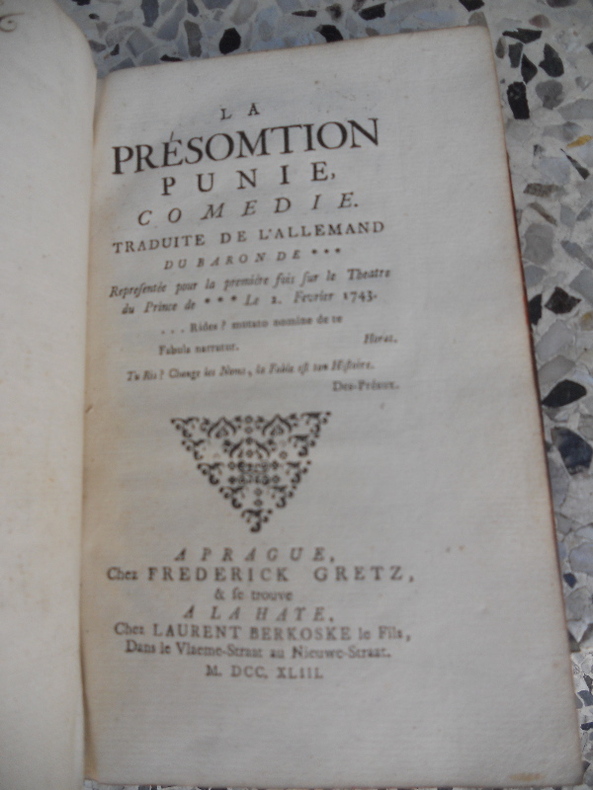 LA
PRÉSOMTION
PUNIE,
COMEDIE.
TRADUITE DE L'ALLEMAND
DU BARON DE ***
Representée pour la première fois ſur le Theatre
du Prince de *** Le 2. Fevrier 1743.
... Rides? mutato nomine de te
Fabula narratur. Horat.
Tu Ris? Change les Noms, la Fable eſt ton Hiſtoire.
Des-Préaux.
A PRAGUE,
Chez FREDERICK GRETZ,
& ſe trouve
A LA HAYE,
Chez LAURENT BERKOSKE le Fils,
Dans le Vlaeme-Straat au Nieuwe-Straat.
M. DCC. XLIII.